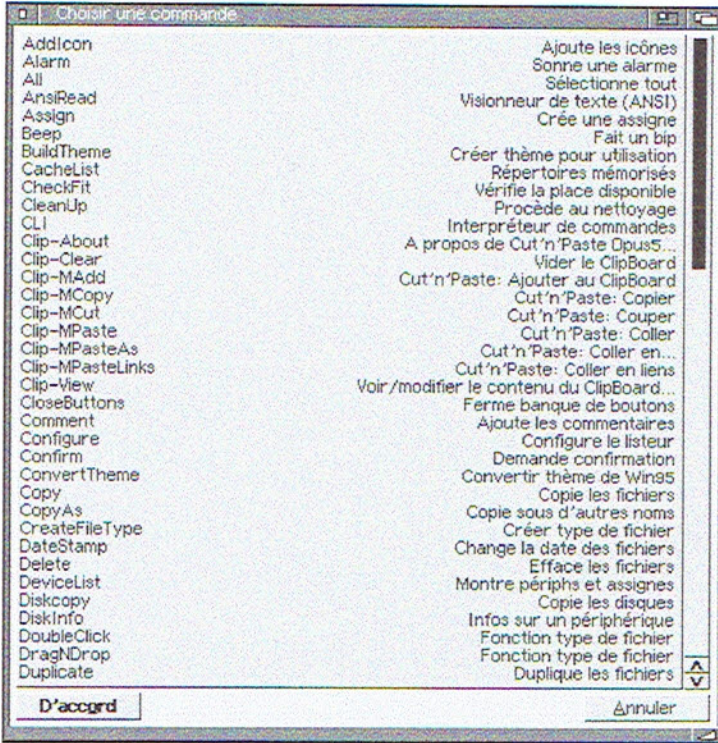 Choisir une commande
AddIcon Ajoute les icônes
Alarm Sonne une alarme
All Sélectionne tout
AnsiRead Visionneur de texte (ANSI)
Assign Crée une assigne
Beep Fait un bip
BuildTheme Créer thème pour utilisation
CacheList Répertoires mémorisés
CheckFit Vérifie la place disponible
CleanUp Procède au nettoyage
CLI Interpréteur de commandes
Clip-About A propos de Cut'n'Paste Opus5...
Clip-Clear Vider le ClipBoard
Clip-MAdd Cut'n'Paste: Ajouter au ClipBoard
Clip-MCopy Cut'n'Paste: Copier
Clip-MCut Cut'n'Paste: Couper
Clip-MPaste Cut'n'Paste: Coller
Clip-MPasteAs Cut'n'Paste: Coller en...
Clip-MPasteLinks Cut'n'Paste: Coller en liens
Clip-View Voir/modifier le contenu du ClipBoard...
CloseButtons Ferme banque de boutons
Comment Ajoute les commentaires
Configure Configure le listeur
Confirm Demande confirmation
ConvertTheme Convertir thème de Win95
Copy Copie les fichiers
CopyAs Copie sous d'autres noms
CreateFileType Créer type de fichier
DateStamp Change la date des fichiers
Delete Efface les fichiers
DeviceList Montre périphs et assignes
Diskcopy Copie les disques
DiskInfo Infos sur un périphérique
DoubleClick Fonction type de fichier
DragNDrop Fonction type de fichier
Duplicate Duplique les fichiers
D'accord Annuler